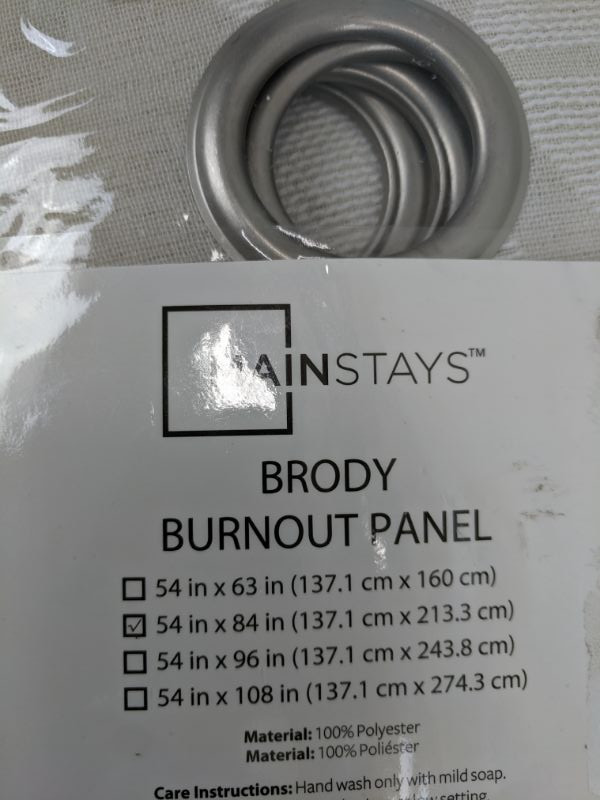 MAINSTAYS™
BRODY
BURNOUT PANEL
☐ 54 in x 63 in (137.1 cm x 160 cm)
☑ 54 in x 84 in (137.1 cm x 213.3 cm)
☐ 54 in x 96 in (137.1 cm x 243.8 cm)
☐ 54 in x 108 in (137.1 cm x 274.3 cm)
Material: 100% Polyester
Material: 100% Poliéster
Care Instructions: Hand wash only with mild soap.
setting